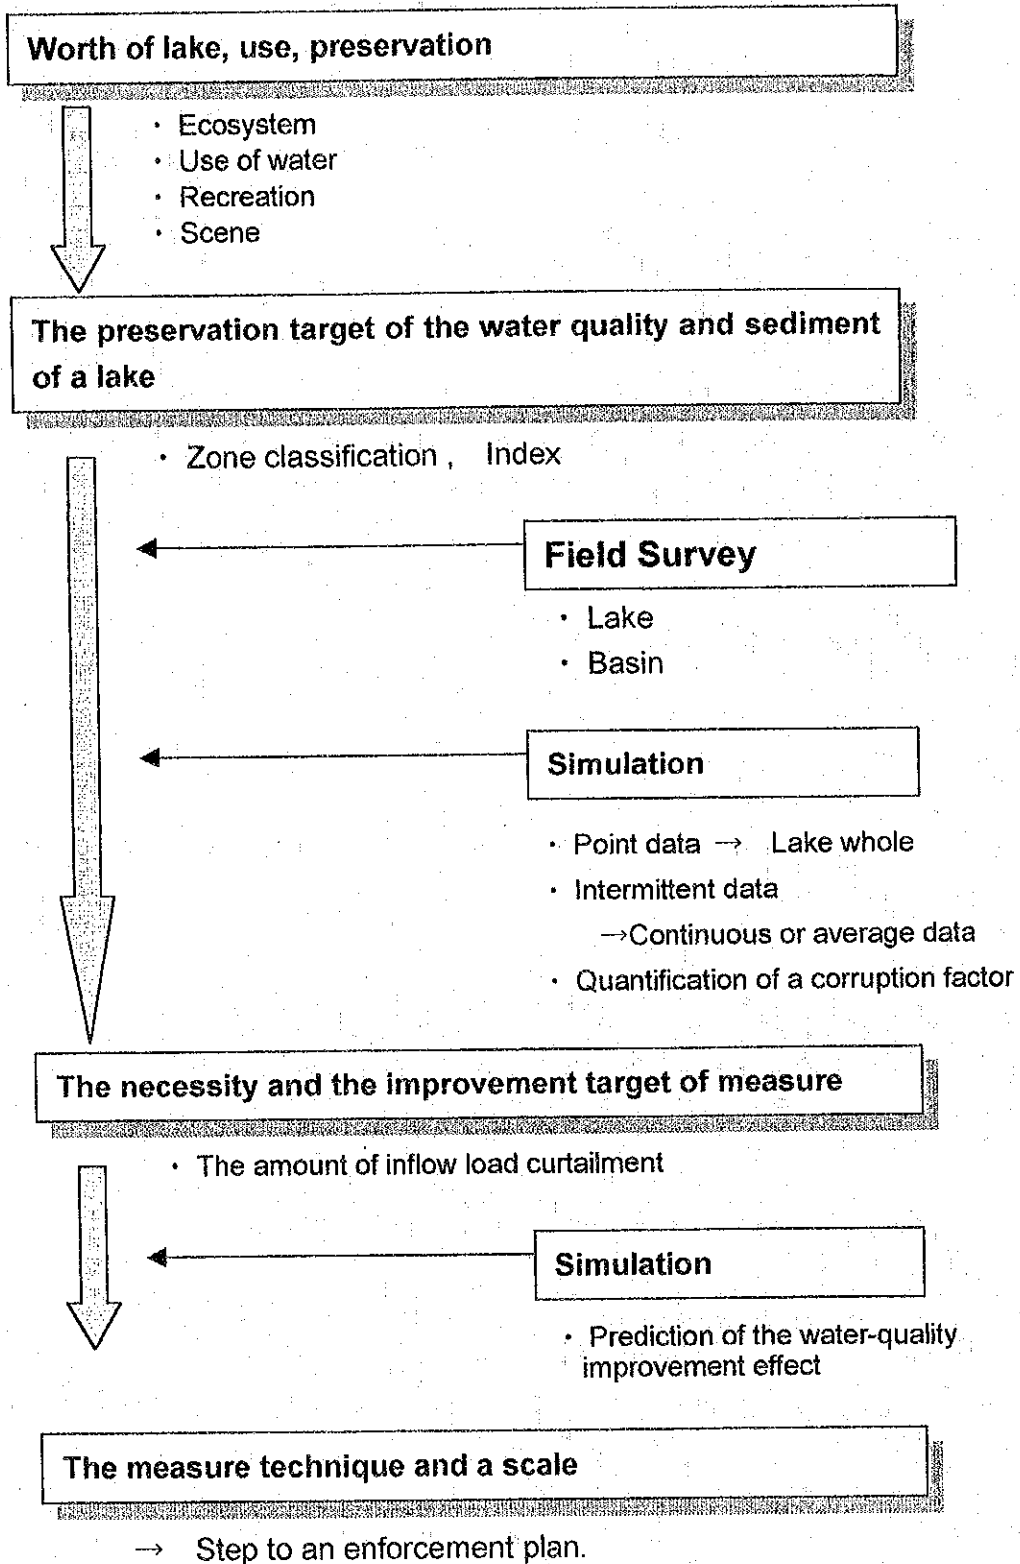 Worth of lake, use, preservation
・ Ecosystem
・ Use of water
・ Recreation
・ Scene
The preservation target of the water quality and sediment
of a lake
・ Zone classification , Index
Field Survey
・ Lake
・ Basin
Simulation
・ Point data → Lake whole
・ Intermittent data
→Continuous or average data
・ Quantification of a corruption factor
The necessity and the improvement target of measure
・ The amount of inflow load curtailment
Simulation
・ Prediction of the water-quality
improvement effect
The measure technique and a scale
→ Step to an enforcement plan.